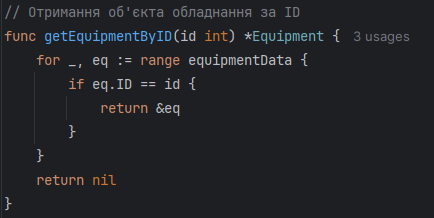 // Отримання об'єкта обладнання за ID
func getEquipmentByID(id int) *Equipment {  3 usages
    for _, eq := range equipmentData {
        if eq.ID == id {
            return &eq
        }
    }
    return nil
}